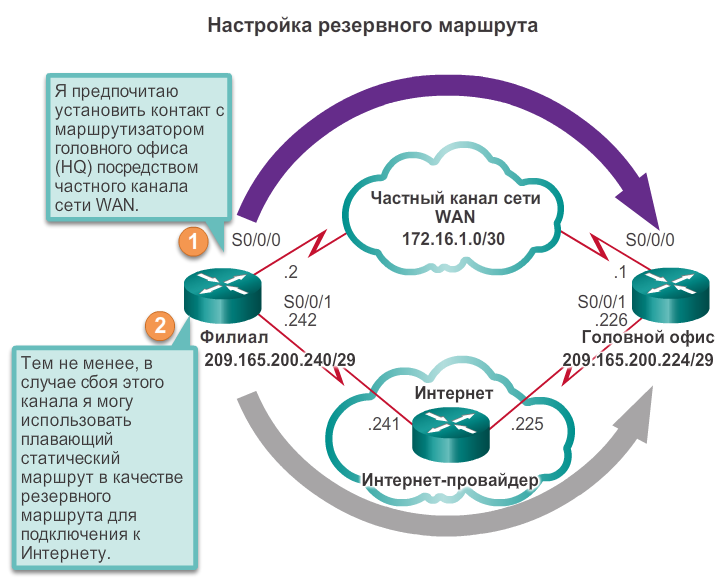 Настройка резервного маршрута
Я предпочитаю
установить контакт с
маршрутизатором
головного офиса
(HQ) посредством
частного канала
сети WAN.
1
S0/0/0
.2
Частный канал сети
WAN
172.16.1.0/30
S0/0/0
.1
S0/0/1
.242
S0/0/1
.226
2
Филиал
209.165.200.240/29
Головной офис
209.165.200.224/29
Тем не менее, в
случае сбоя этого
канала я могу
использовать
плавающий
статический
маршрут в качестве
резервного
маршрута для
подключения к
Интернету.
Интернет
.241
.225
Интернет-провайдер